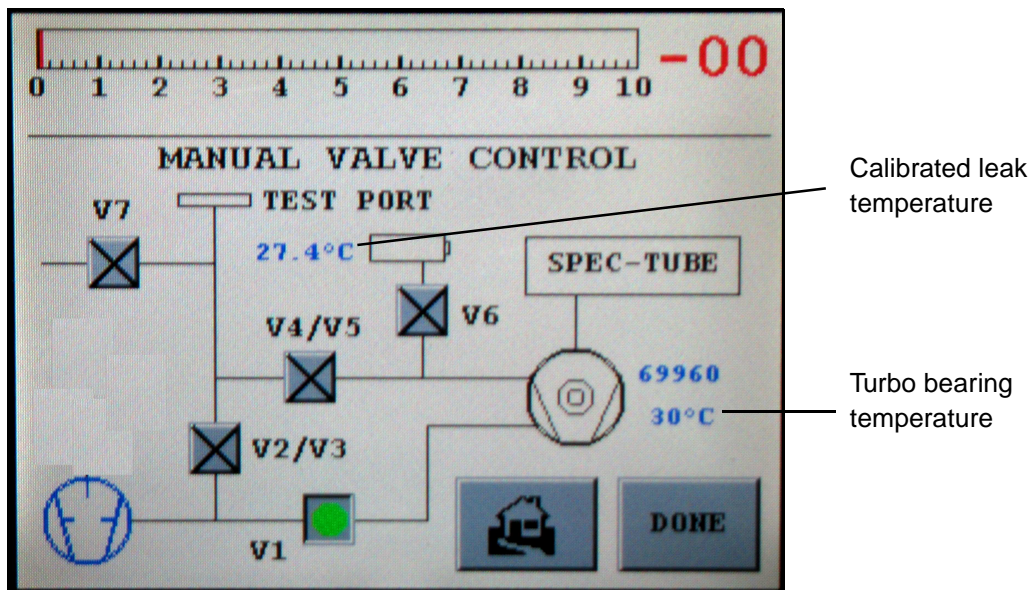 -00
0 1 2 3 4 5 6 7 8 9 10
MANUAL VALVE CONTROL
TEST PORT
V7
27.4°C
SPEC-TUBE
V6
V4/V5
69960
30°C
V2/V3
V1
DONE
Calibrated leak
temperature
Turbo bearing
temperature